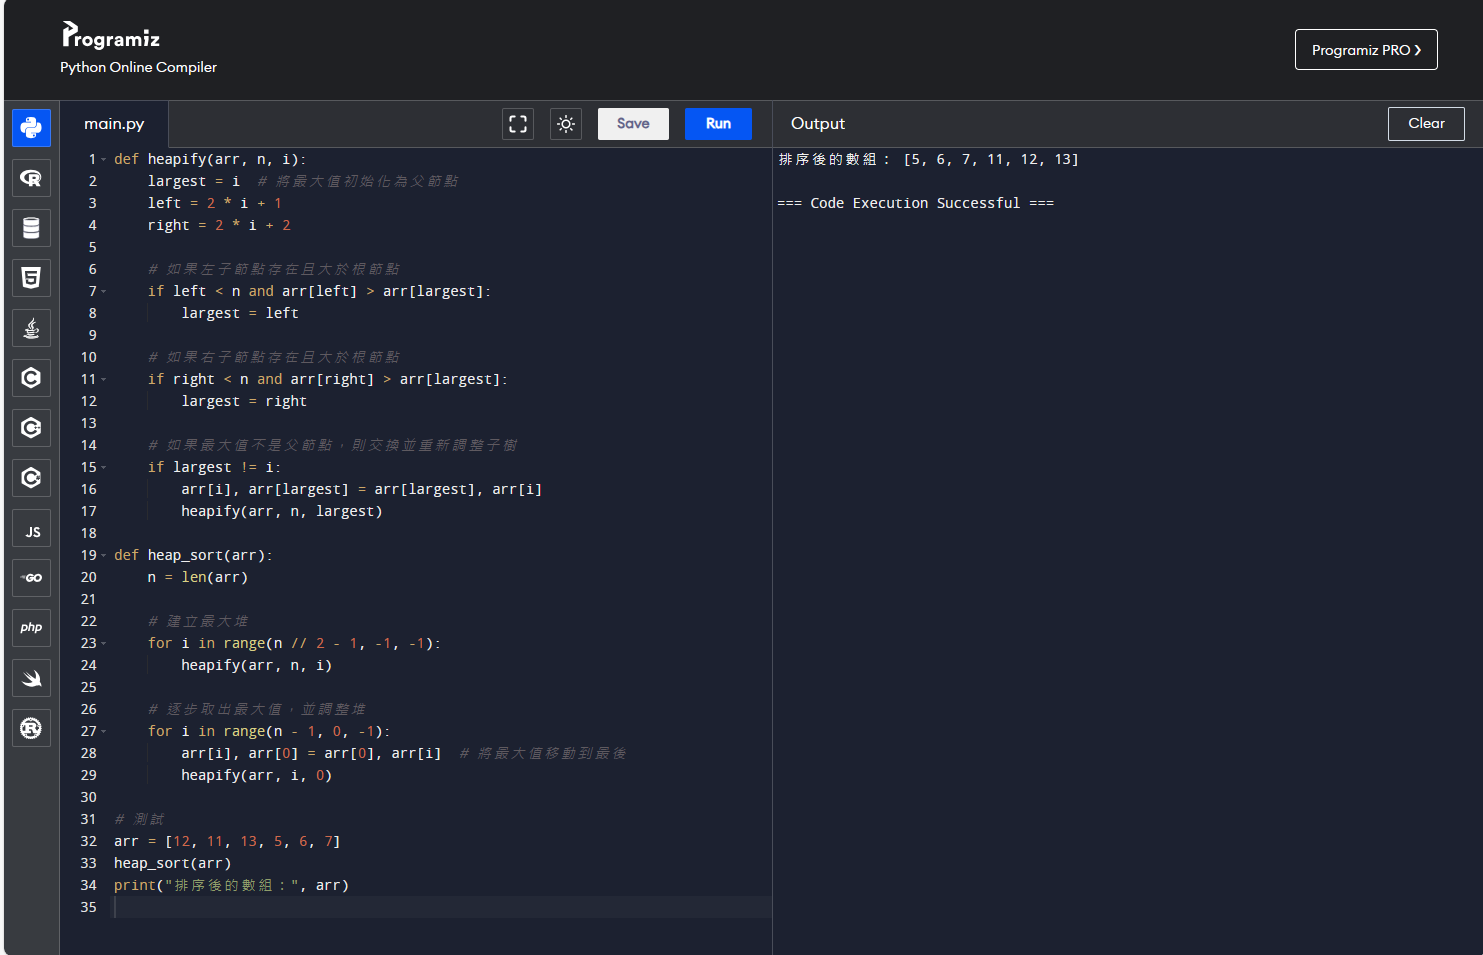 Programiz
Python Online Compiler
Programiz PRO ❯
main.py
Save
Run
Output
Clear
1 def heapify(arr, n, i):
2     largest = i  # 將最大值初始化為父節點
3     left = 2 * i + 1
4     right = 2 * i + 2
5
6     # 如果左子節點存在且大於根節點
7     if left < n and arr[left] > arr[largest]:
8         largest = left
9
10     # 如果右子節點存在且大於根節點
11     if right < n and arr[right] > arr[largest]:
12         largest = right
13
14     # 如果最大值不是父節點，則交換並重新調整子樹
15     if largest != i:
16         arr[i], arr[largest] = arr[largest], arr[i]
17         heapify(arr, n, largest)
18
19 def heap_sort(arr):
20     n = len(arr)
21
22     # 建立最大堆
23     for i in range(n // 2 - 1, -1, -1):
24         heapify(arr, n, i)
25
26     # 逐步取出最大值，並調整堆
27     for i in range(n - 1, 0, -1):
28         arr[i], arr[0] = arr[0], arr[i]  # 將最大值移動到最後
29         heapify(arr, i, 0)
30
31 # 測試
32 arr = [12, 11, 13, 5, 6, 7]
33 heap_sort(arr)
34 print("排序後的數組：", arr)
35
排序後的數組： [5, 6, 7, 11, 12, 13]
=== Code Execution Successful ===
R
5
C
C
C
JS
GO
php
R